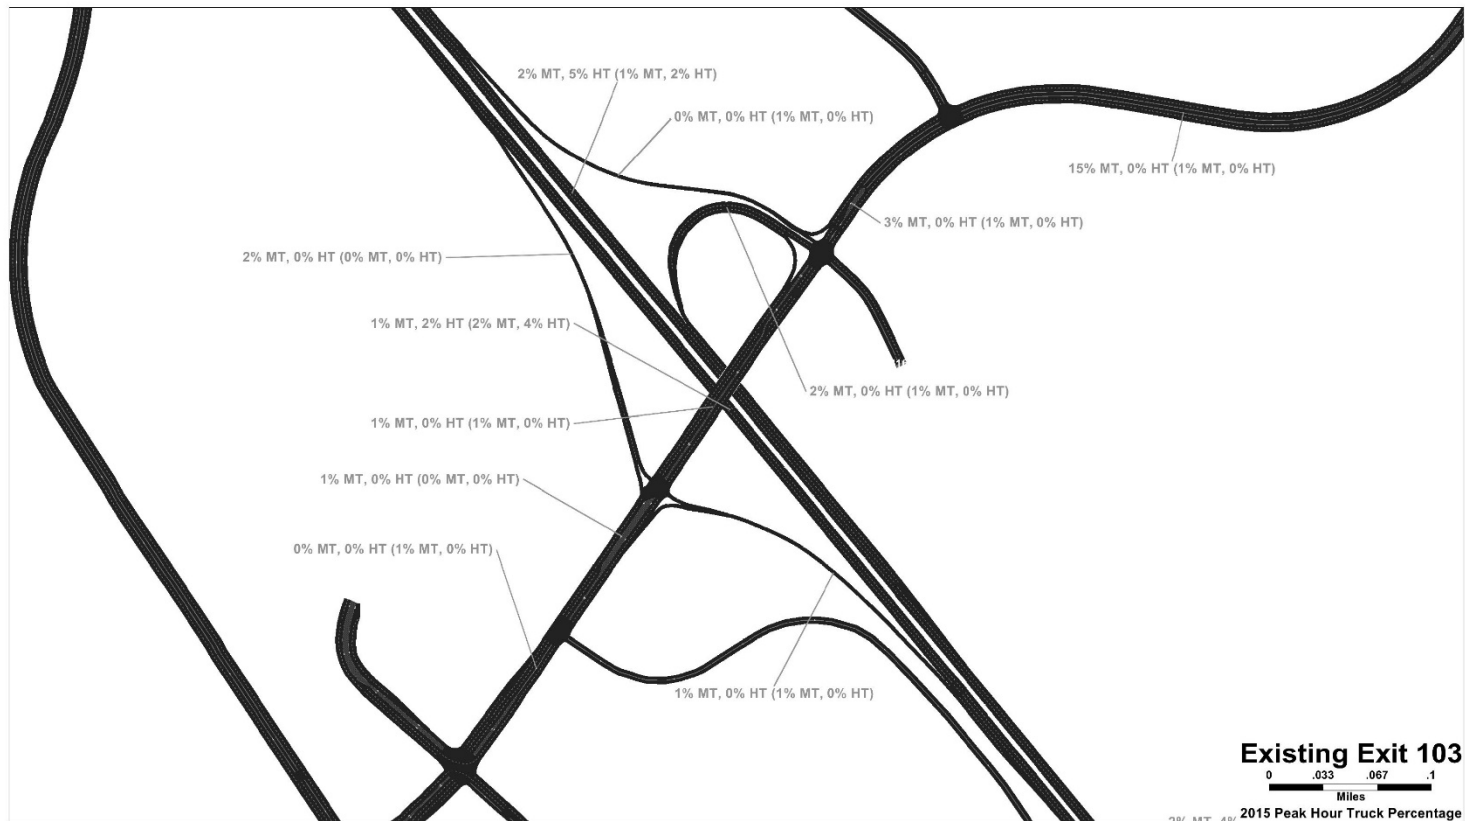 2% MT, 5% HT (1% MT, 2% HT)
0% MT, 0% HT (1% MT, 0% HT)
15% MT, 0% HT (1% MT, 0% HT)
3% MT, 0% HT (1% MT, 0% HT)
2% MT, 0% HT (0% MT, 0% HT)
1% MT, 2% HT (2% MT, 4% HT)
2% MT, 0% HT (1% MT, 0% HT)
1% MT, 0% HT (1% MT, 0% HT)
1% MT, 0% HT (0% MT, 0% HT)
0% MT, 0% HT (1% MT, 0% HT)
1% MT, 0% HT (1% MT, 0% HT)
Existing Exit 103
0 .033 .067 .1
Miles
2015 Peak Hour Truck Percentage